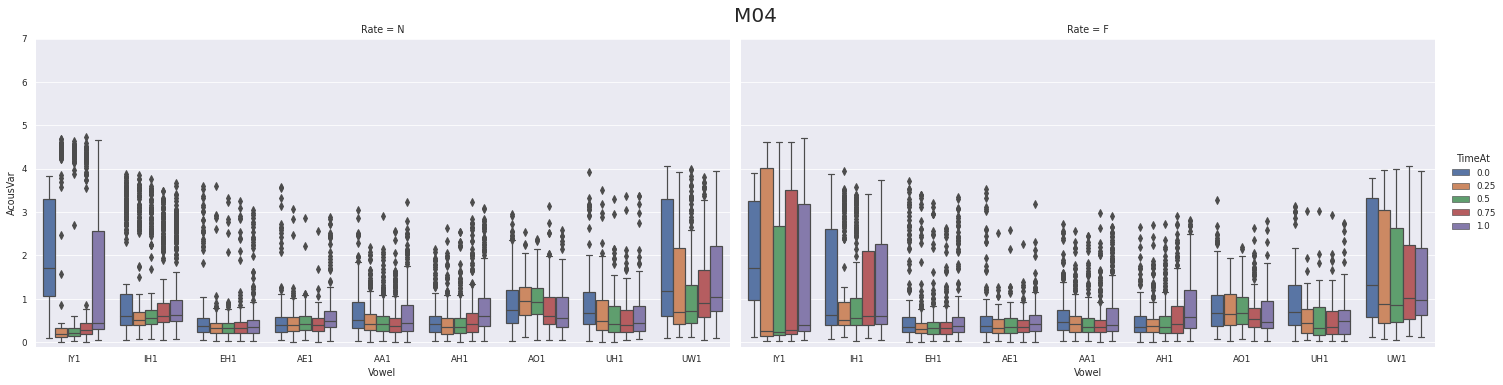 M04
Rate = N
Rate = F
AcousVar
7
6
5
4
3
2
1
0
IY1 IH1 EH1 AE1 AA1 AH1 AO1 UH1 UW1
Vowel
IY1 IH1 EH1 AE1 AA1 AH1 AO1 UH1 UW1
Vowel
TimeAt
0.0
0.25
0.5
0.75
1.0